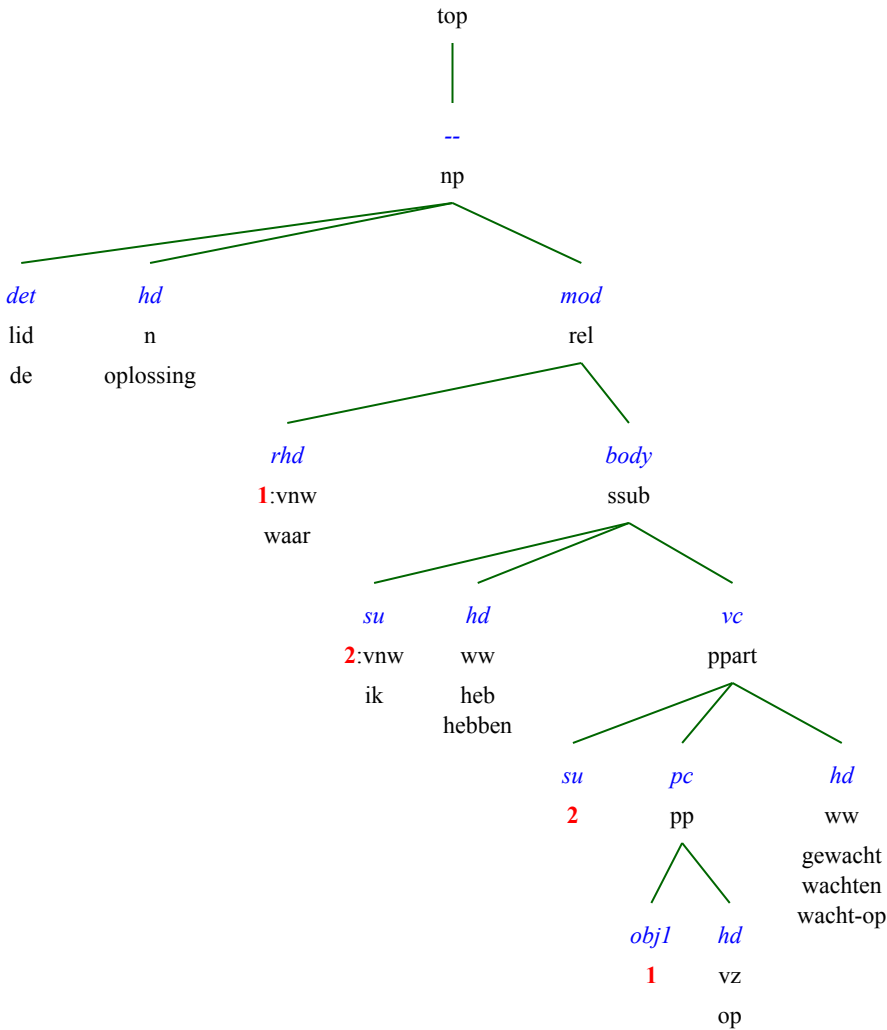 top
--
np
det hd mod
lid n rel
de oplossing
rhd body
1:vnw ssub
waar
su hd vc
2:vnw ww ppart
ik heb
hebben
su pc hd
2 pp ww
gewacht
wachten
wacht-op
obj1 hd
1 vz
op